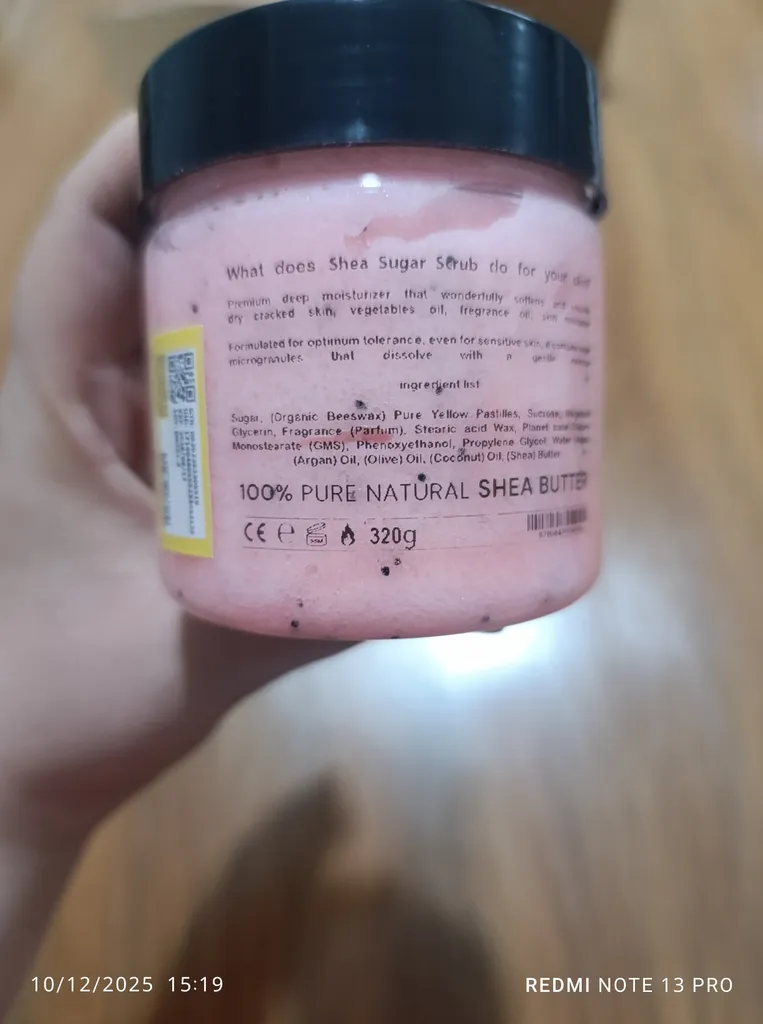 What does Shea Sugar Scrub do for your skin
Premium deep moisturizer that wonderfully softens and
dry cracked skin, vegetables oil, fregrance oil,
Formulated for optimum tolerance, even for sensitive skin,
microgranules that dissolve with a gentle
ingredient list
Sugar, (Organic Beeswax) Pure Yellow Pastilles, Sucrose,
Glycerin, Fragrance (Parfum), Stearic acid Wax, Planet
Monostearate (GMS), Phenoxyethanol, Propylene Glycol, Water
(Argan) Oil, (Olive) Oil, (Coconut) Oil, (Shea) Butter
100% PURE NATURAL SHEA BUTTER
CE 320g
10/12/2025 15:19
REDMI NOTE 13 PRO